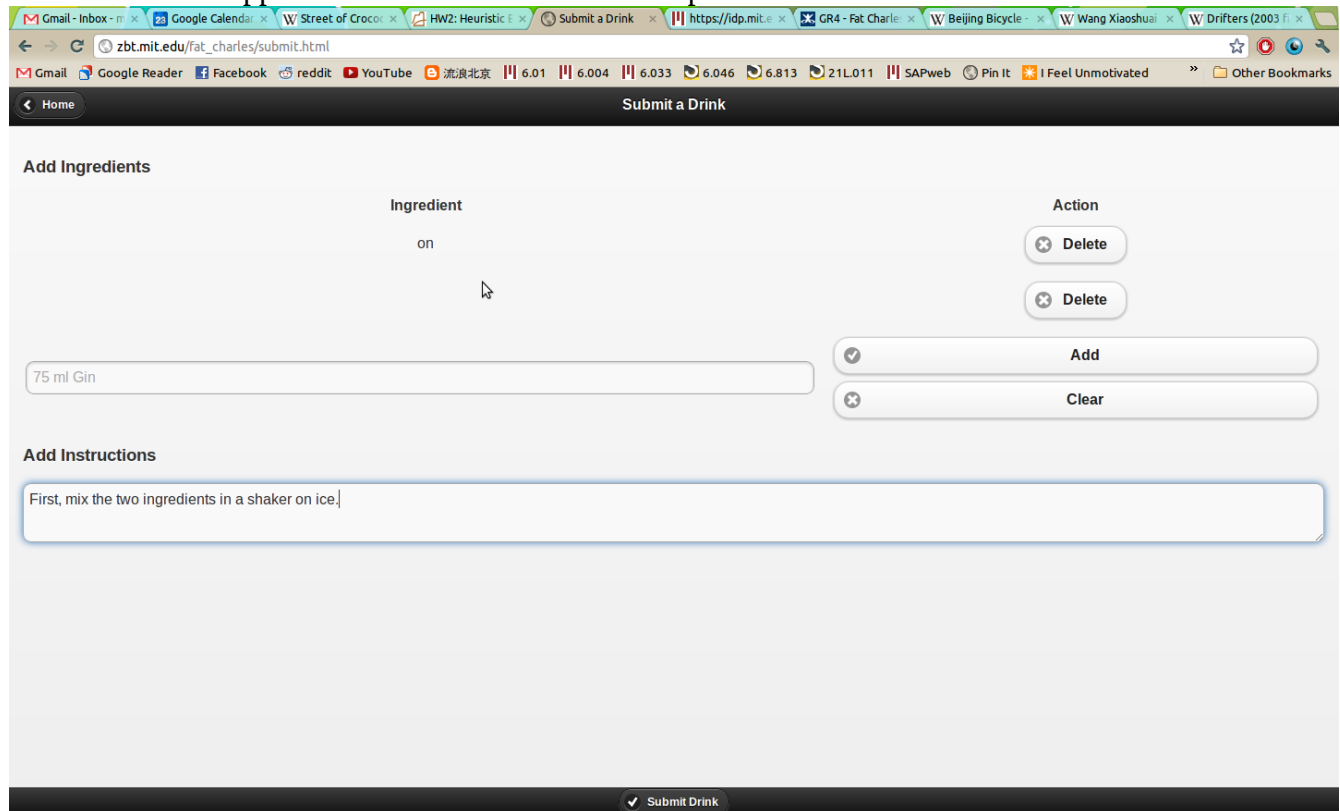 Gmail - Inbox - m
Google Calendar
Street of Crococ
HW2: Heuristic E
Submit a Drink
https://idp.mit.e
GR4 - Fat Charles
Beijing Bicycle -
Wang Xiaoshuai
Drifters (2003 fi
zbt.mit.edu/fat_charles/submit.html
Gmail Google Reader Facebook reddit YouTube 流浪北京 6.01 6.004 6.033 6.046 6.813 21L.011 SAPweb Pin It I Feel Unmotivated » Other Bookmarks
Home
Submit a Drink
Add Ingredients
Ingredient Action
on Delete
Delete
Add
75 ml Gin
Clear
Add Instructions
First, mix the two ingredients in a shaker on ice.
Submit Drink